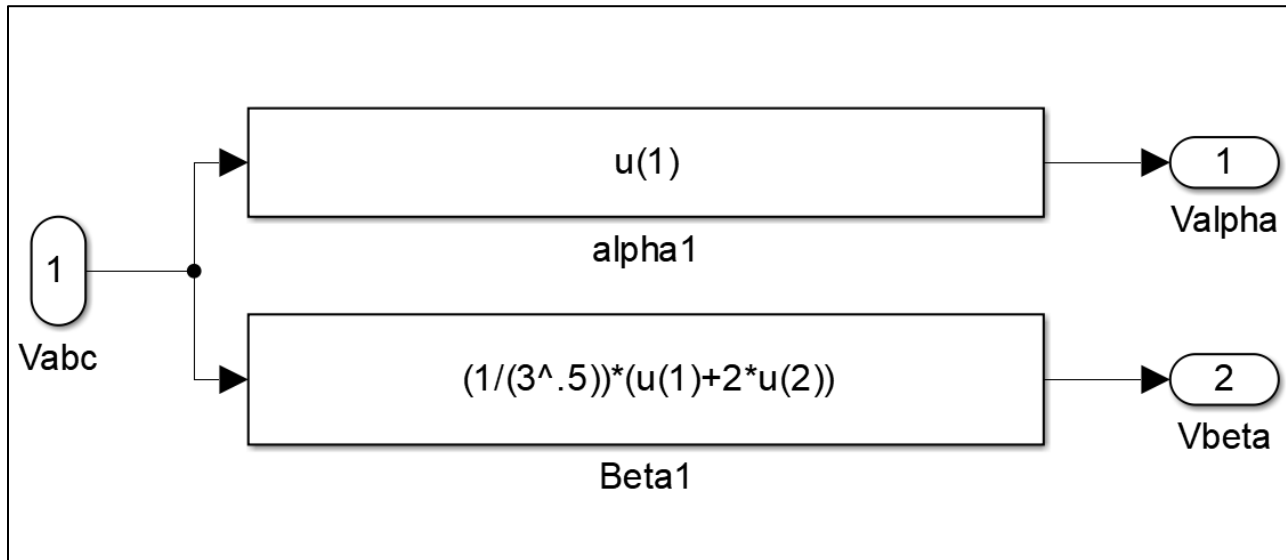 u(1)
alpha1
1
Valpha
1
Vabc
(1/(3^.5))*(u(1)+2*u(2))
Beta1
2
Vbeta